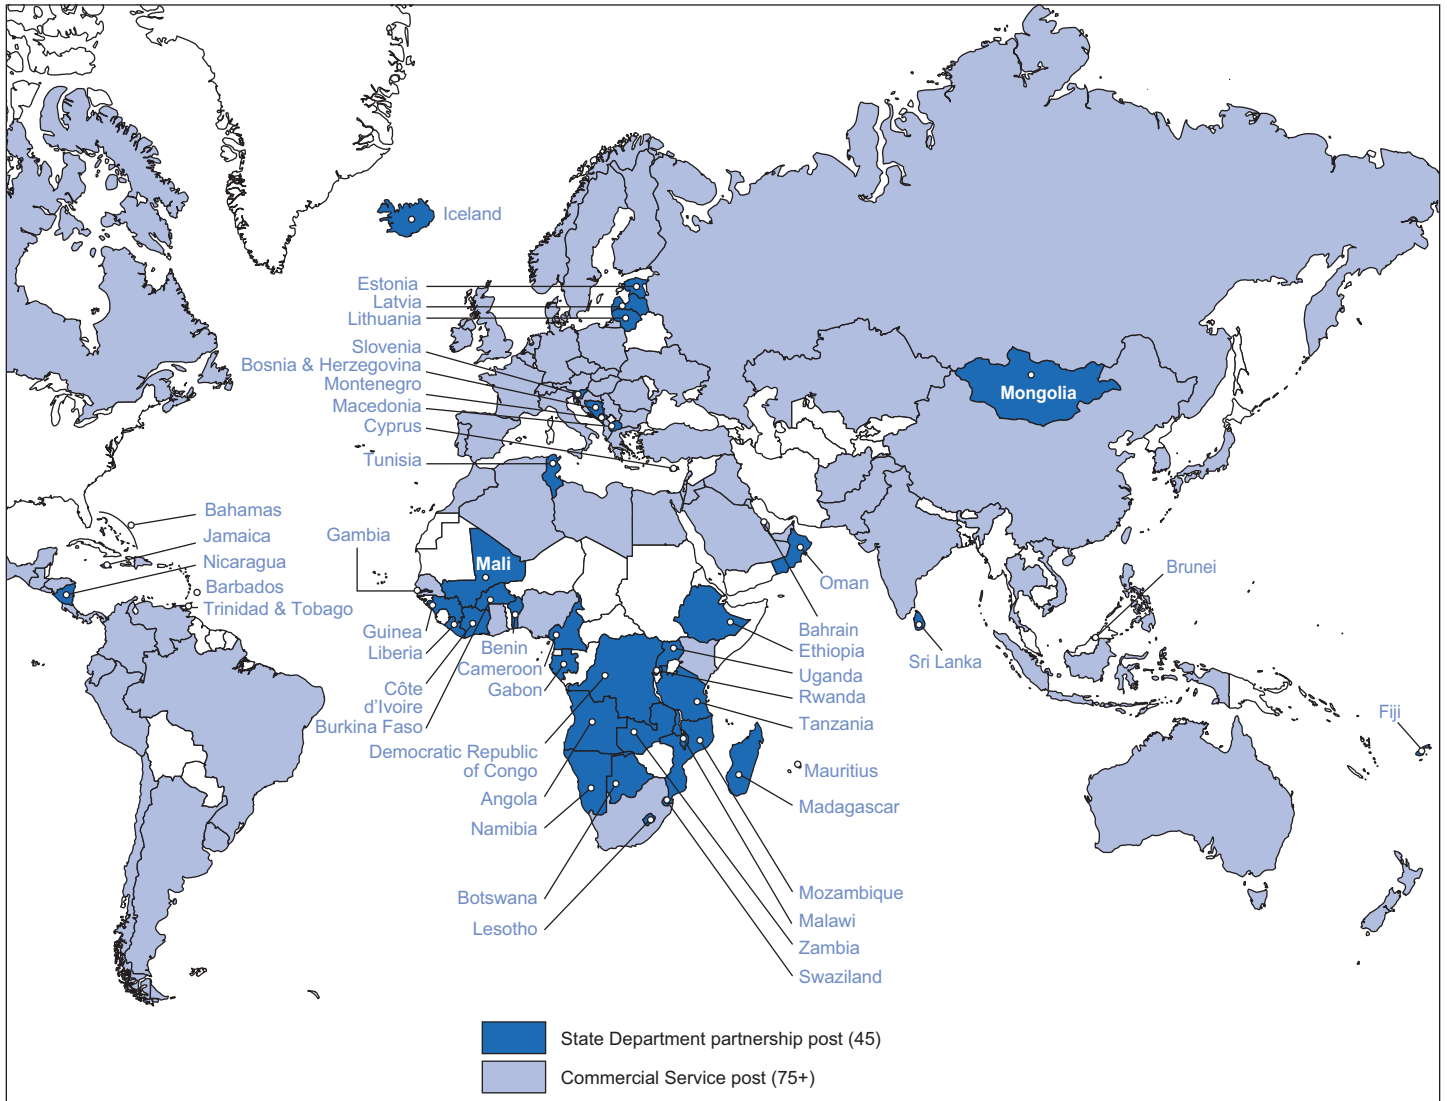 Iceland
Estonia
Latvia
Lithuania
Slovenia
Bosnia & Herzegovina
Montenegro
Macedonia
Cyprus
Tunisia
Mongolia
Bahamas
Jamaica
Nicaragua
Barbados
Trinidad & Tobago
Gambia
Mali
Guinea
Liberia
Côte
d'Ivoire
Burkina Faso
Benin
Cameroon
Gabon
Democratic Republic
of Congo
Angola
Namibia
Botswana
Lesotho
Oman
Bahrain
Ethiopia
Uganda
Rwanda
Tanzania
Mauritius
Madagascar
Mozambique
Malawi
Zambia
Swaziland
Sri Lanka
Brunei
Fiji
State Department partnership post (45)
Commercial Service post (75+)